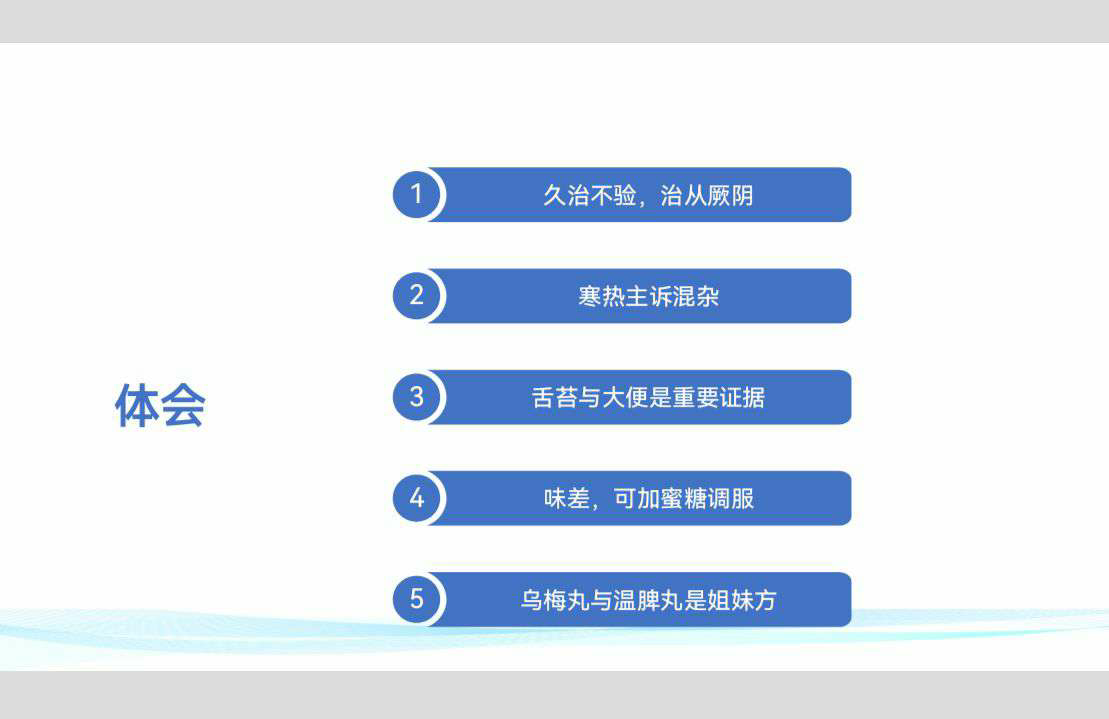 体会
1 久治不验，治从厥阴
2 寒热主诉混杂
3 舌苔与大便是重要证据
4 味差，可加蜜糖调服
5 乌梅丸与温脾丸是姐妹方